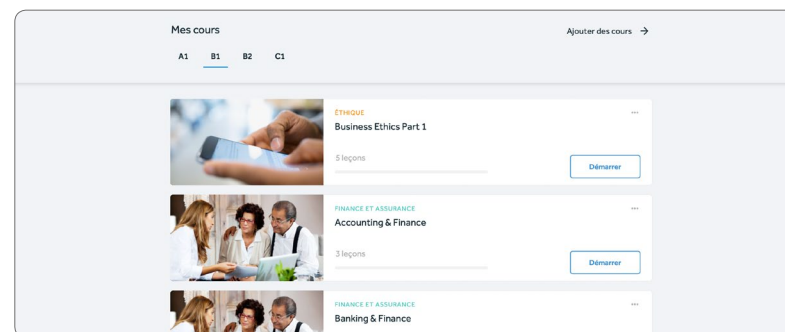 Mes cours
Ajouter des cours →
A1 B1 B2 C1
ÉTHIQUE
Business Ethics Part 1
5 leçons
Démarrer
FINANCE ET ASSURANCE
Accounting & Finance
3 leçons
Démarrer
FINANCE ET ASSURANCE
Banking & Finance